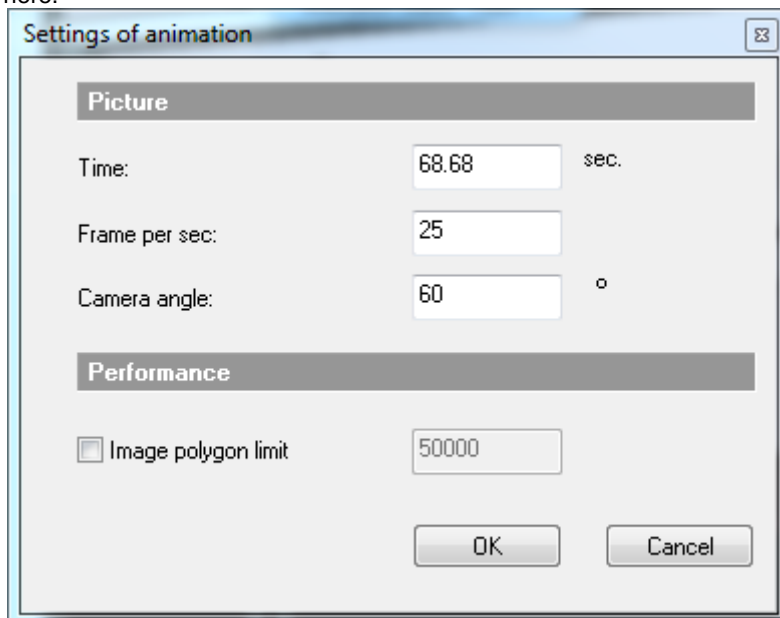 here:
Settings of animation
Picture
Time: 68.68 sec.
Frame per sec: 25
Camera angle: 60 °
Performance
Image polygon limit 50000
OK Cancel